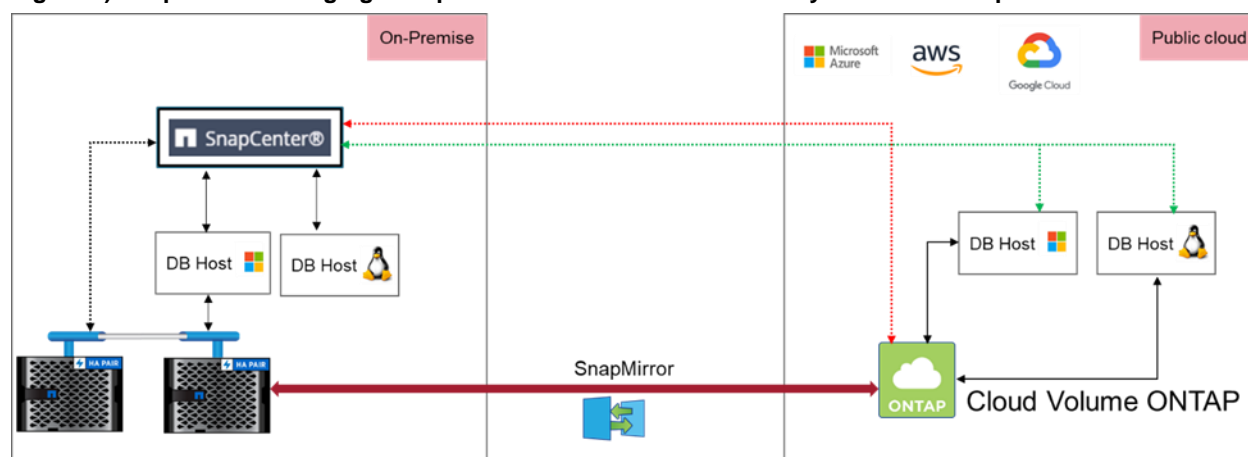 On-Premise
Public cloud
Microsoft
Azure
aws
Google Cloud
SnapCenter®
DB Host
DB Host
DB Host
DB Host
HA PAIR
HA PAIR
SnapMirror
ONTAP
Cloud Volume ONTAP